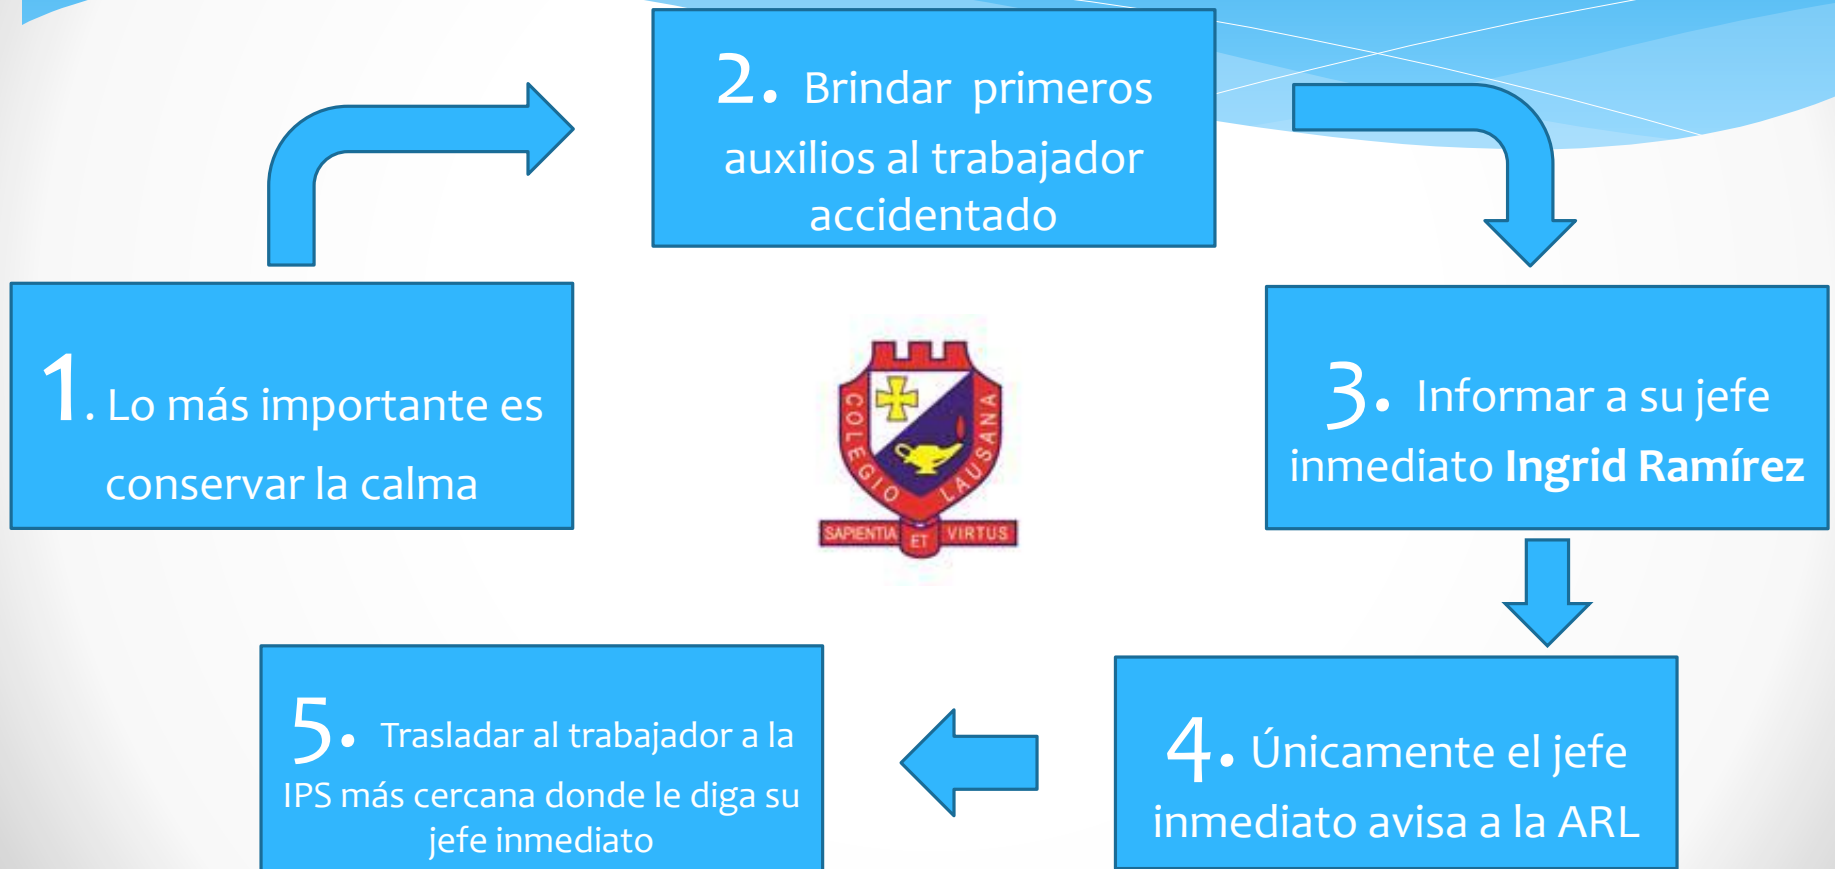 1. Lo más importante es
conservar la calma
2. Brindar primeros
auxilios al trabajador
accidentado
3. Informar a su jefe
inmediato Ingrid Ramírez
4. Únicamente el jefe
inmediato avisa a la ARL
5. Trasladar al trabajador a la
IPS más cercana donde le diga su
jefe inmediato
COLEGIO LAUSANA
SAPIENTIA ET VIRTUS